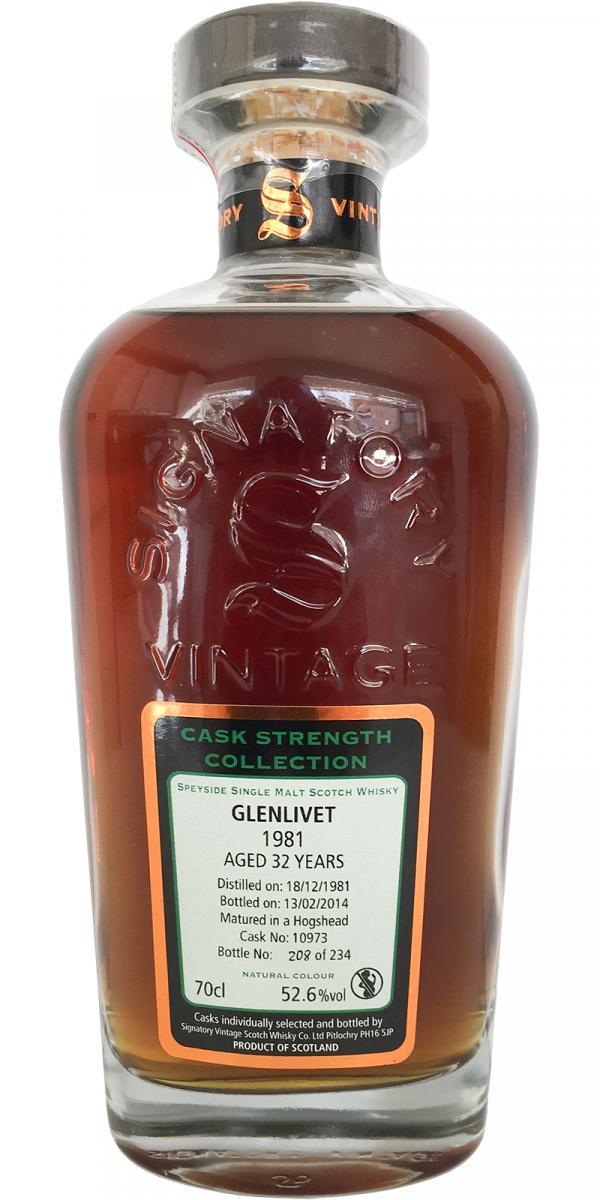 ORY S VINT
SIGNATORY
S
VINTAGE
CASK STRENGTH
COLLECTION
SPEYSIDE SINGLE MALT SCOTCH WHISKY
GLENLIVET
1981
AGED 32 YEARS
Distilled on: 18/12/1981
Bottled on: 13/02/2014
Matured in a Hogshead
Cask No: 10973
Bottle No: 208 of 234
NATURAL COLOUR
70cl 52.6%vol
Casks individually selected and bottled by
Signatory Vintage Scotch Whisky Co. Ltd Pitlochry PH16 5JP
PRODUCT OF SCOTLAND